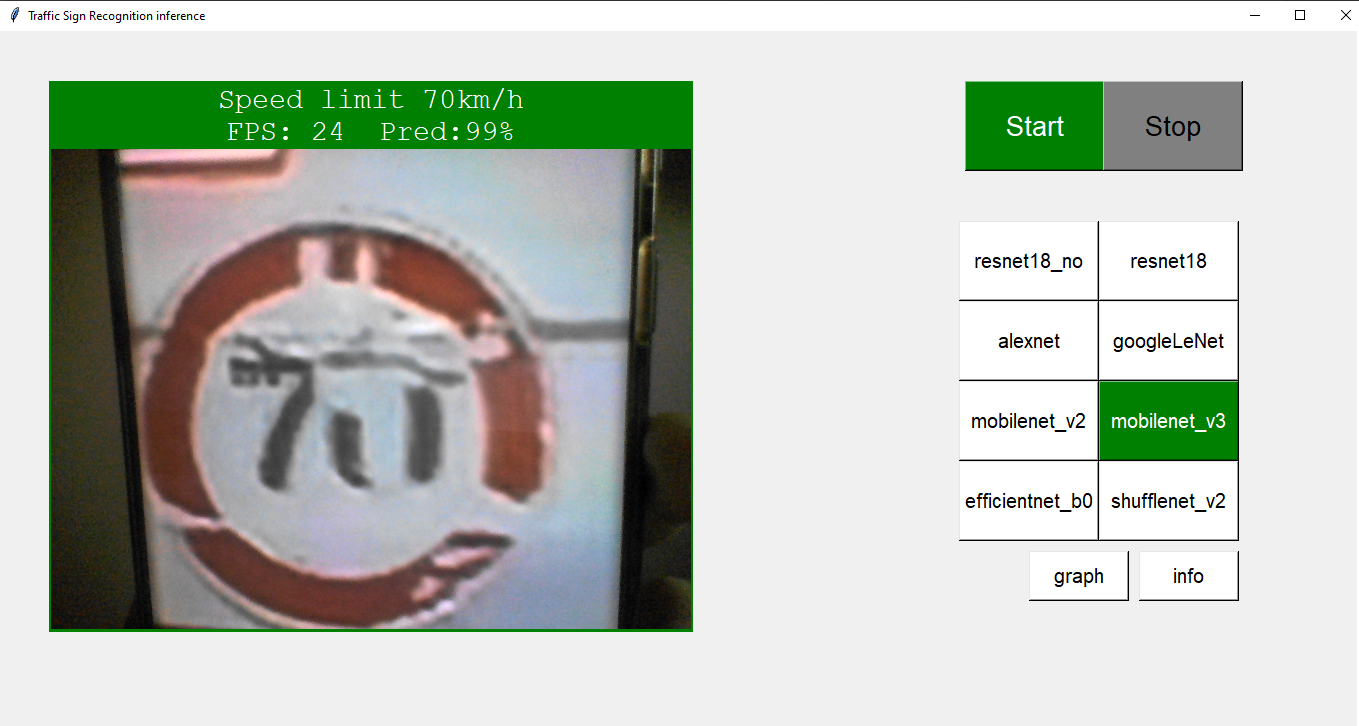 Traffic Sign Recognition inference
Speed limit 70km/h
FPS: 24 Pred:99%
70
Start Stop
resnet18_no resnet18
alexnet googleLeNet
mobilenet_v2 mobilenet_v3
efficientnet_b0 shufflenet_v2
graph info